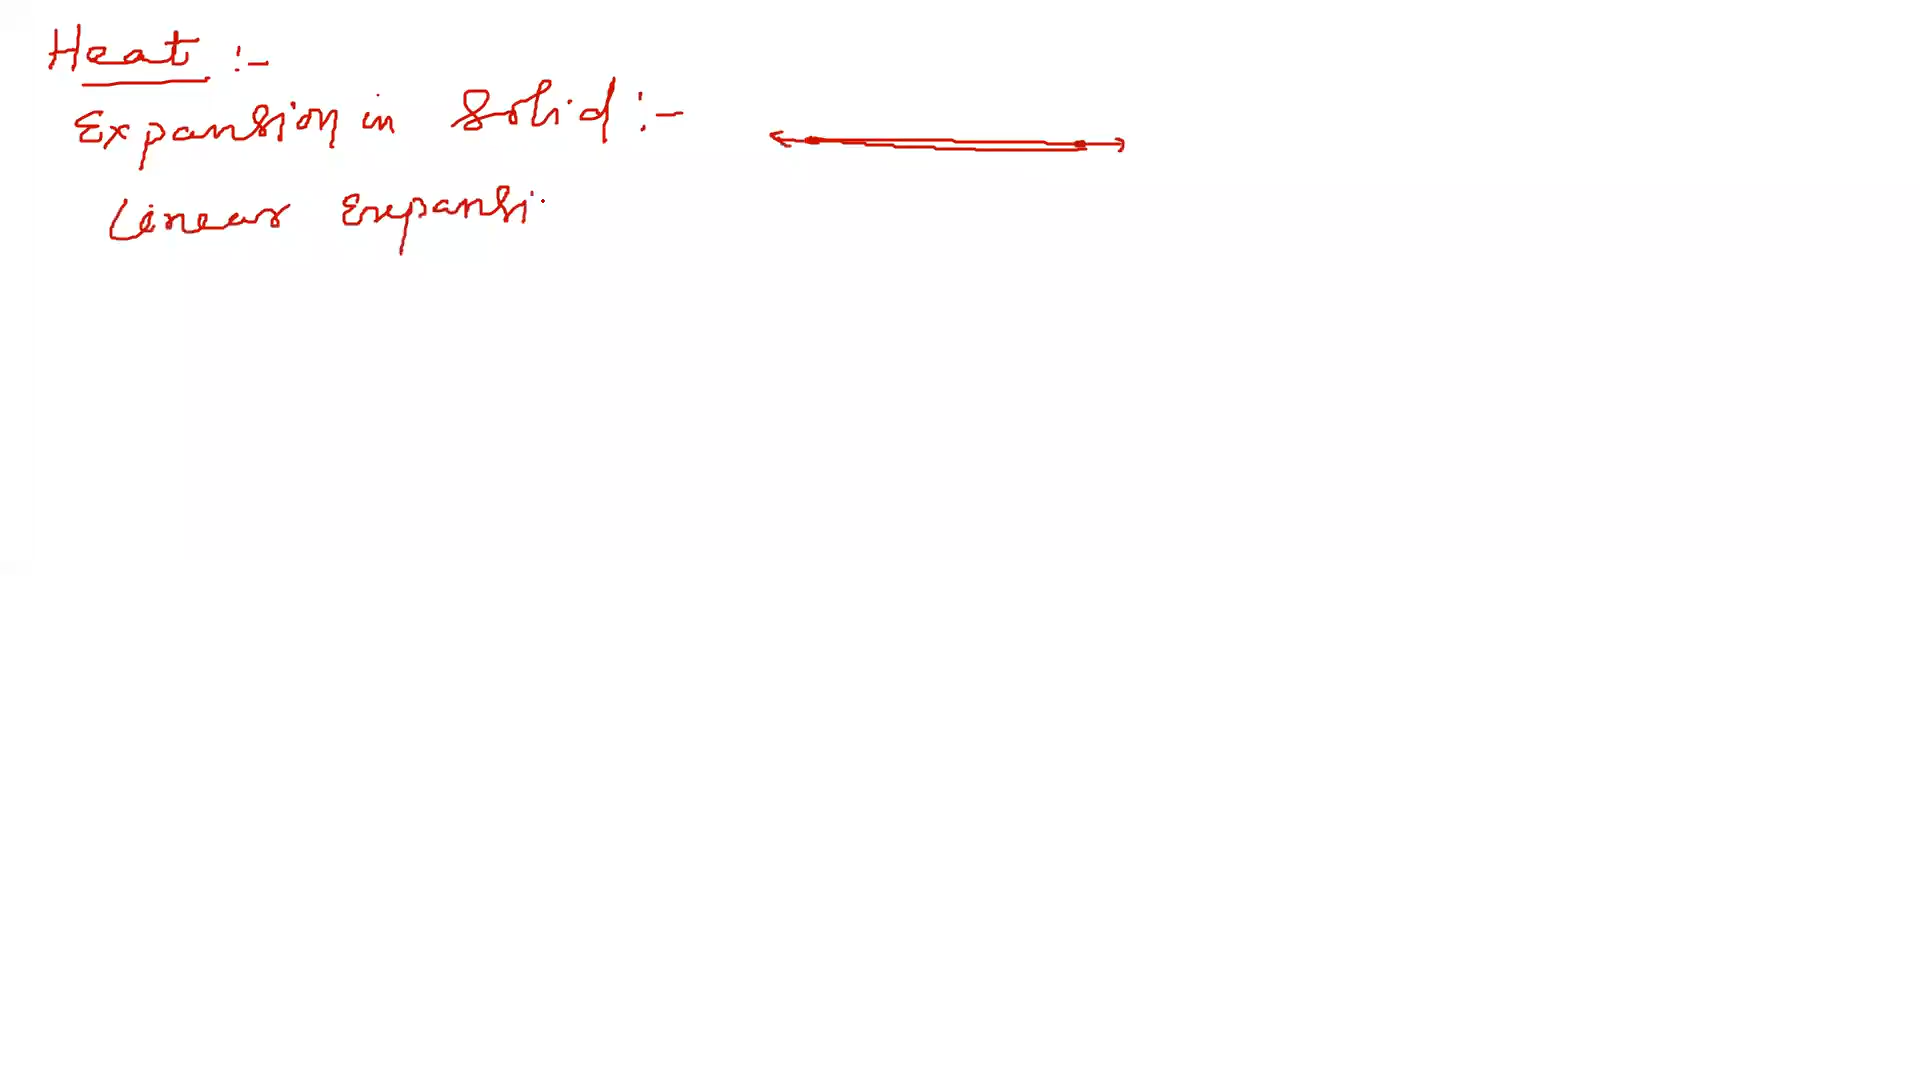 Heat :-
Expansion in Solid :-
Linear Expansi